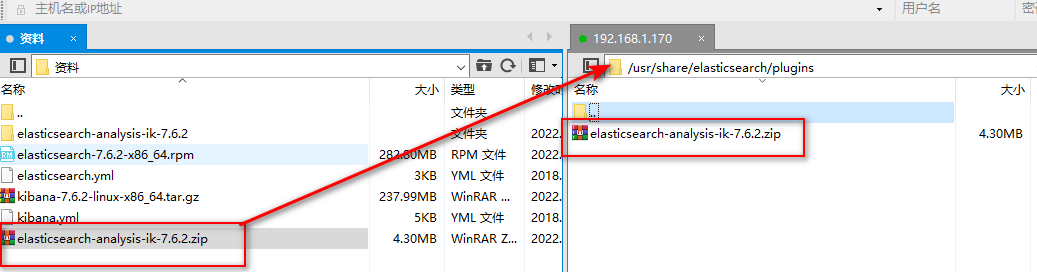 主机名或IP地址 用户名 密
资料 192.168.1.170
资料 /usr/share/elasticsearch/plugins
名称 大小 类型 修改时 名称 大小
.. 文件夹 ..
elasticsearch-analysis-ik-7.6.2 文件夹 2022. elasticsearch-analysis-ik-7.6.2.zip 4.30MB
elasticsearch-7.6.2-x86_64.rpm 282.80MB RPM 文件 2022.
elasticsearch.yml 3KB YML 文件 2018.
kibana-7.6.2-linux-x86_64.tar.gz 237.99MB WinRAR ... 2022.
kibana.yml 5KB YML 文件 2018.
elasticsearch-analysis-ik-7.6.2.zip 4.30MB WinRAR Z... 2022.